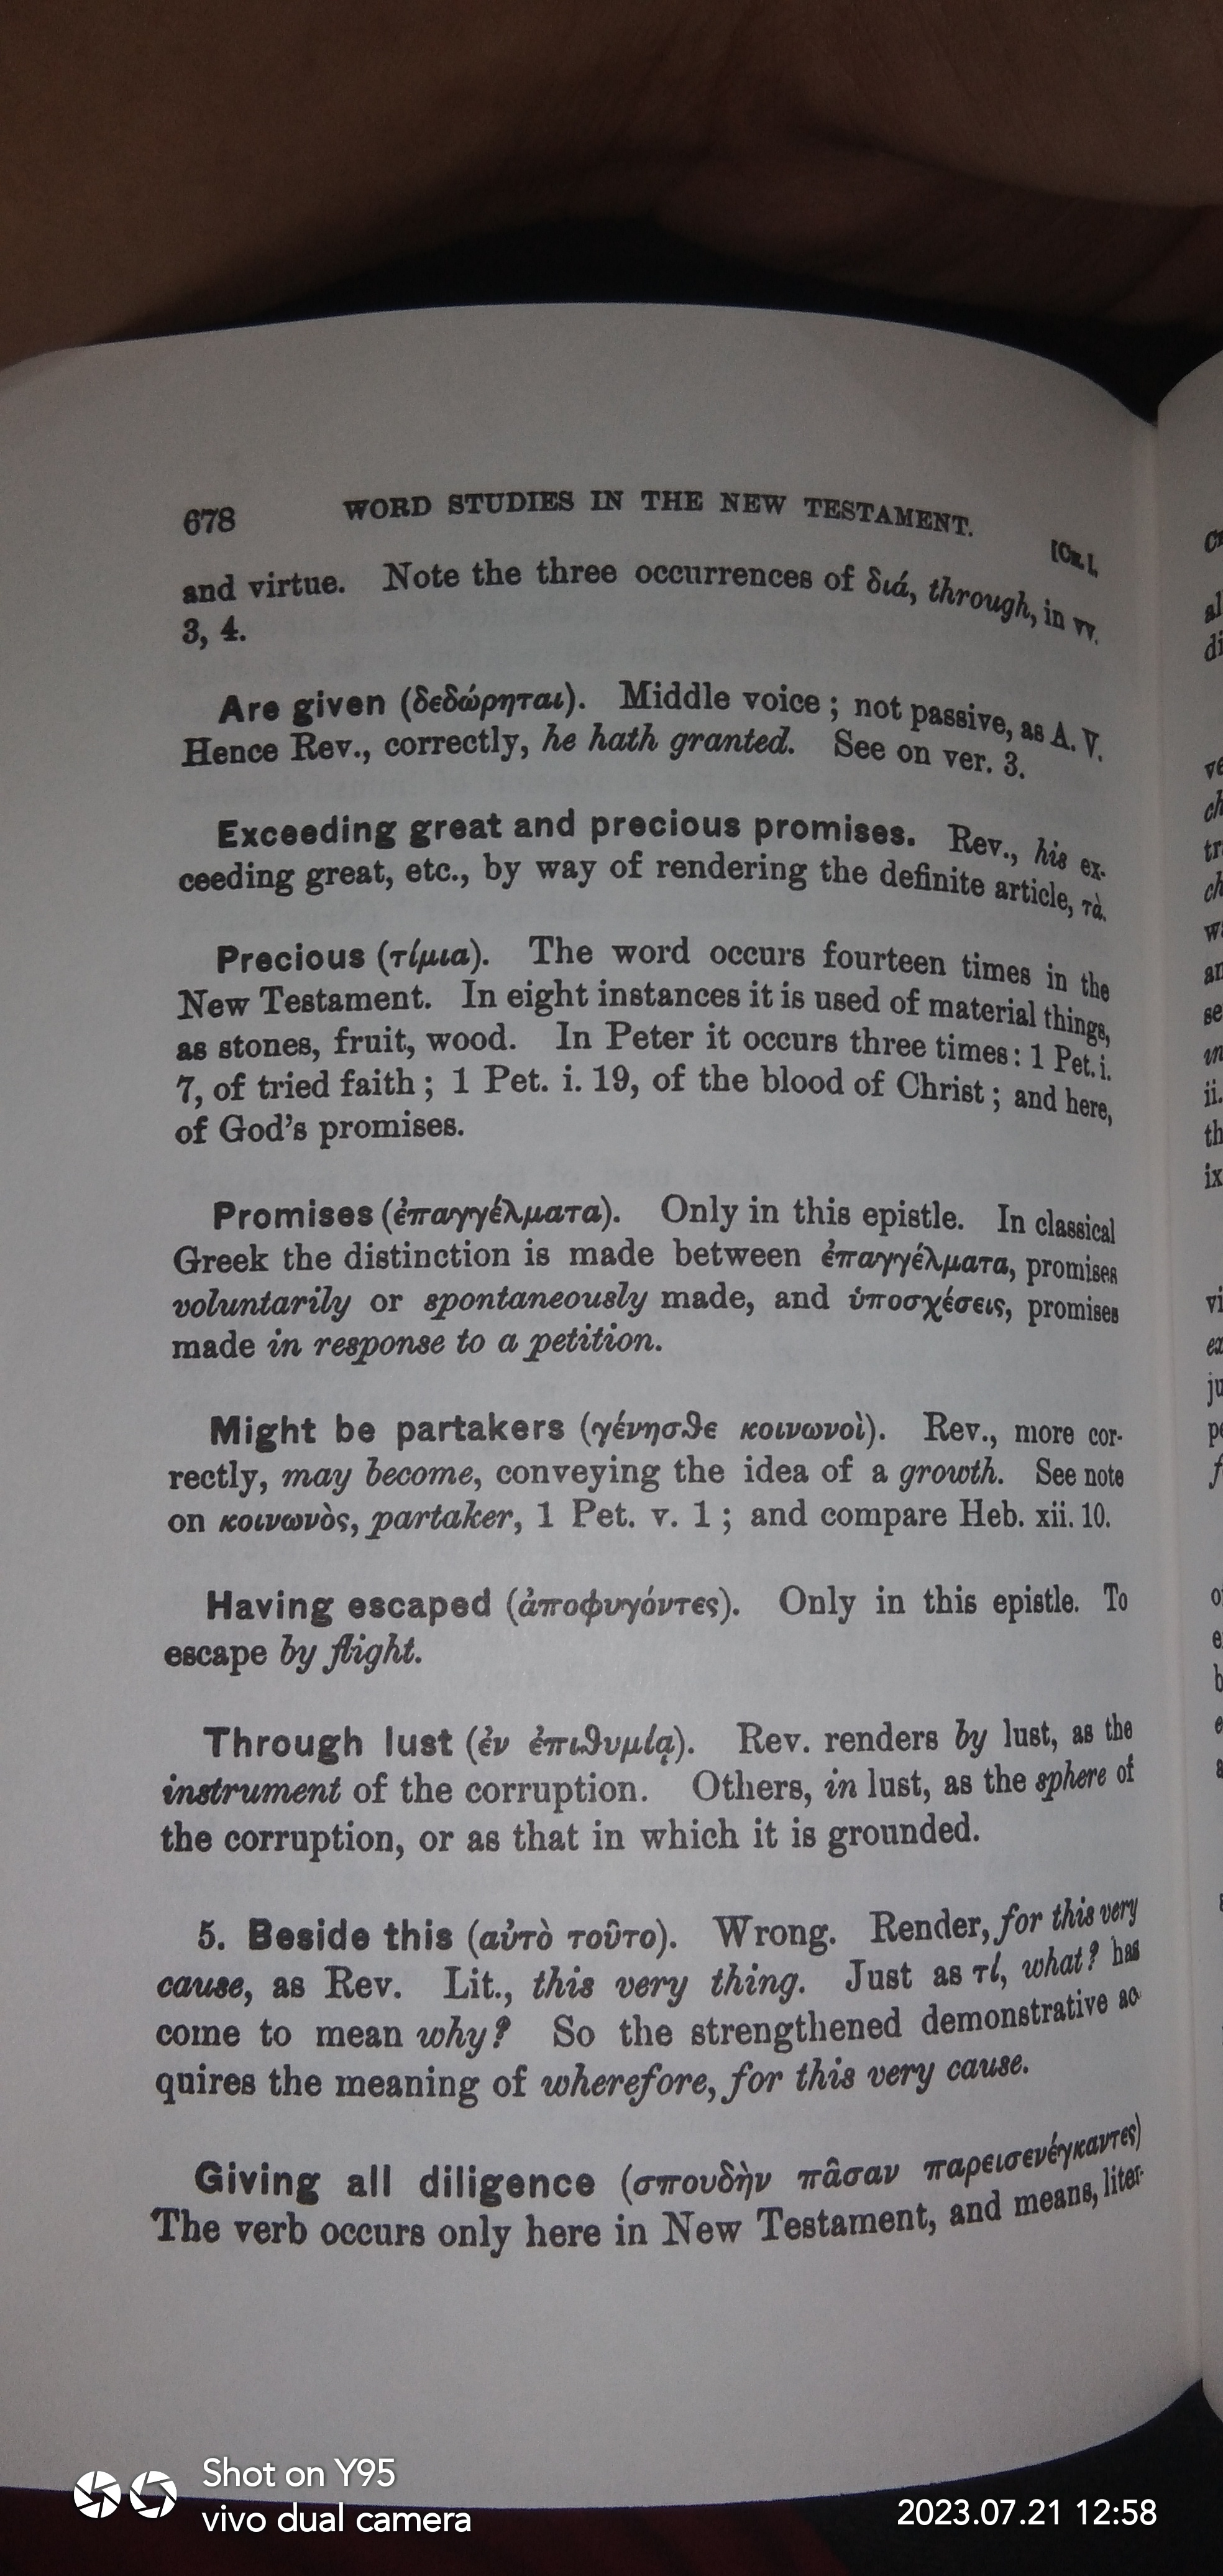 678 WORD STUDIES IN THE NEW TESTAMENT. [CH. I.
and virtue. Note the three occurrences of διά, through, in vv.
3, 4.
Are given (δεδώρηται). Middle voice; not passive, as A. V.
Hence Rev., correctly, he hath granted. See on ver. 3.
Exceeding great and precious promises. Rev., his ex-
ceeding great, etc., by way of rendering the definite article, τὰ.
Precious (τίμια). The word occurs fourteen times in the
New Testament. In eight instances it is used of material things,
as stones, fruit, wood. In Peter it occurs three times: 1 Pet. i.
7, of tried faith; 1 Pet. i. 19, of the blood of Christ; and here,
of God's promises.
Promises (ἐπαγγέλματα). Only in this epistle. In classical
Greek the distinction is made between ἐπαγγέλματα, promises
voluntarily or spontaneously made, and ὑποσχέσεις, promises
made in response to a petition.
Might be partakers (γένησθε κοινωνοὶ). Rev., more cor-
rectly, may become, conveying the idea of a growth. See note
on κοινωνὸς, partaker, 1 Pet. v. 1; and compare Heb. xii. 10.
Having escaped (ἀποφυγόντες). Only in this epistle. To
escape by flight.
Through lust (ἐν ἐπιθυμίᾳ). Rev. renders by lust, as the
instrument of the corruption. Others, in lust, as the sphere of
the corruption, or as that in which it is grounded.
5. Beside this (αὐτὸ τοῦτο). Wrong. Render, for this very
cause, as Rev. Lit., this very thing. Just as τί, what? has
come to mean why? So the strengthened demonstrative ac-
quires the meaning of wherefore, for this very cause.
Giving all diligence (σπουδὴν πᾶσαν παρεισενέγκαντες)
The verb occurs only here in New Testament, and means, liter-
Shot on Y95
vivo dual camera
2023.07.21 12:58